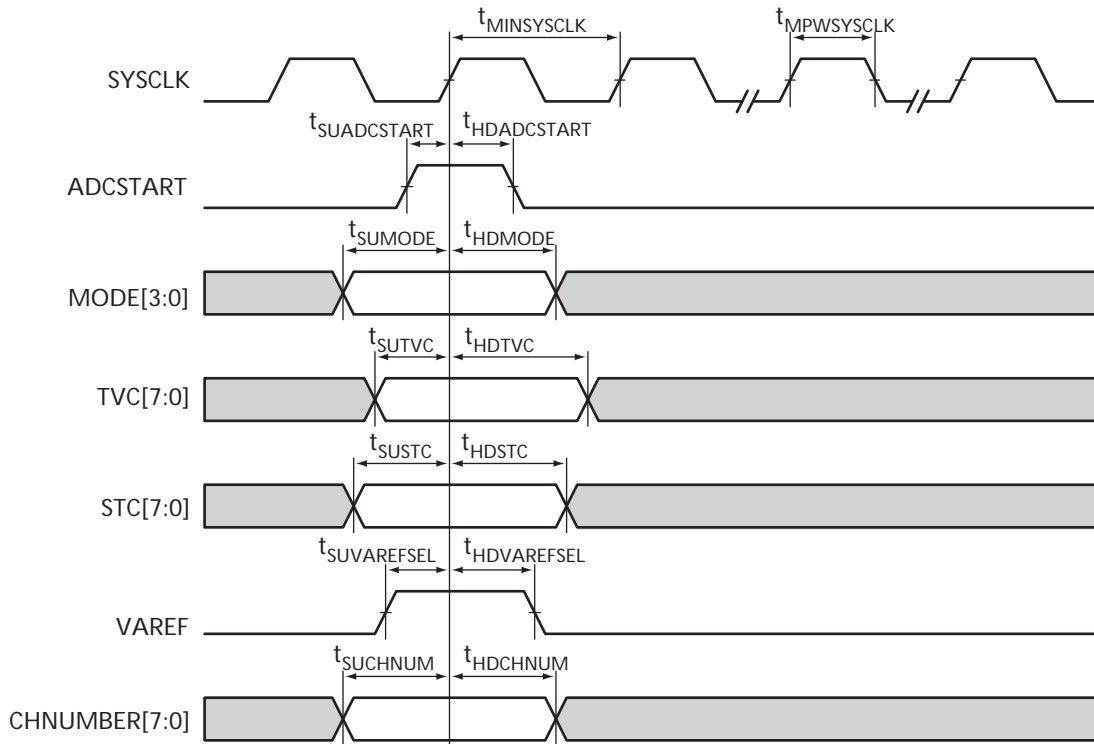 tMINSYSCLK tMPWSYSCLK
SYSCLK
tSUADCSTART tHDADCSTART
ADCSTART
tSUMODE tHDMODE
MODE[3:0]
tSUTVC tHDTVC
TVC[7:0]
tSUSTC tHDSTC
STC[7:0]
tSUVAREFSEL tHDVAREFSEL
VAREF
tSUCHNUM tHDCHNUM
CHNUMBER[7:0]